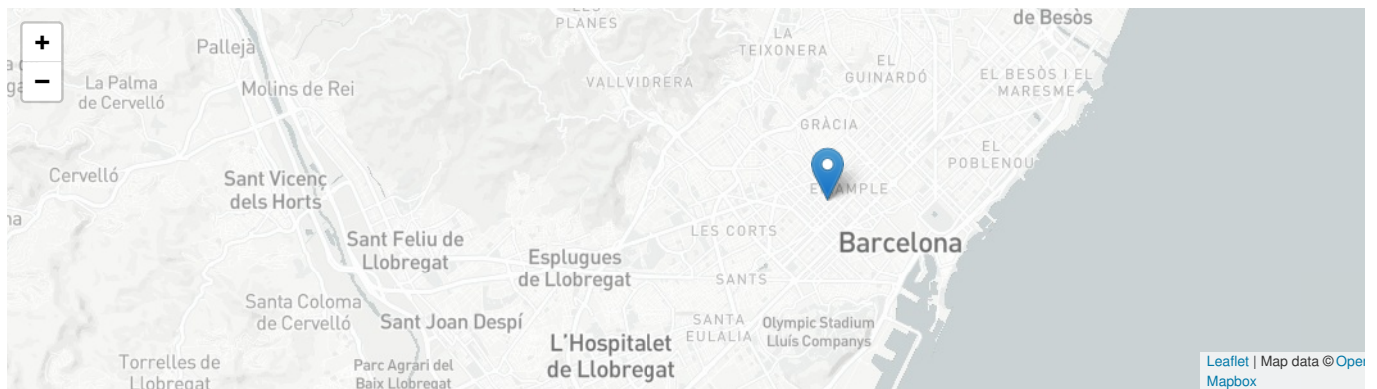 +
−
LES
PLANES
de Besòs
Pallejà
LA
TEIXONERA
EL
GUINARDÓ
VALLVIDRERA
EL BESÒS I EL
MARESME
La Palma
de Cervelló
Molins de Rei
GRÀCIA
EL
POBLENOU
Cervelló
Sant Vicenç
dels Horts
Barcelona
LES CORTS
Sant Feliu de
Llobregat
Esplugues
de Llobregat
SANTS
Santa Coloma
de Cervelló
Sant Joan Despí
SANTA
EULALIA
Olympic Stadium
Lluís Companys
L'Hospitalet
de Llobregat
Torrelles de
Llobregat
Parc Agrari del
Baix Llobregat
Leaflet | Map data ©
Mapbox